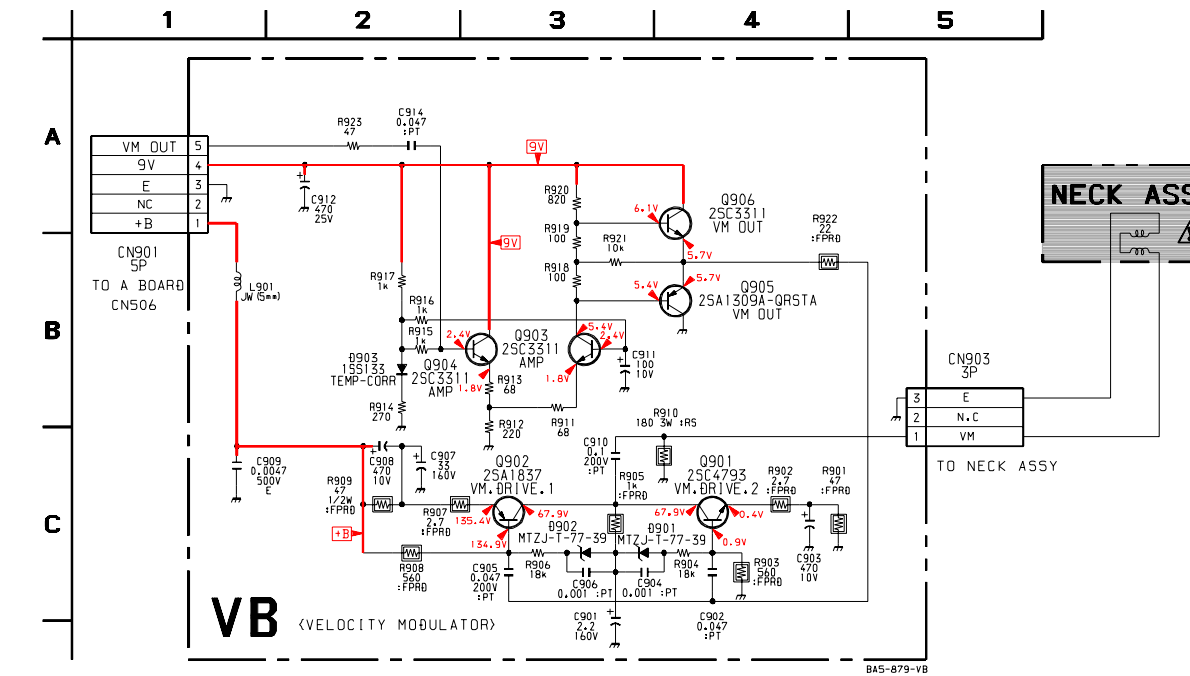 1 2 3 4 5
A
B
C
VM OUT 5
9V 4
E 3
NC 2
+B 1
CN901
5P
TO A BOARD
CN506
R923
47
C914
0.047
:PT
9V
C912
470
25V
R920
820
R919
100
R918
100
R921
10k
6.1V
Q906
2SC3311
VM OUT
5.7V
5.7V
5.4V
Q905
2SA1309A-QRSTA
VM OUT
R922
22
:FPRD
NECK ASS
9V
L901
JW(5mm)
R917
1k
R916
1k
R915
1k
2.4V
Q903
2SC3311
AMP
5.4V
2.4V
D903
1SS133
TEMP-CORR
Q904
2SC3311
AMP
1.8V
1.8V
C911
100
10V
R913
68
R914
270
R912
220
R911
68
CN903
3P
3 E
2 N.C
1 VM
TO NECK ASSY
R910
180 3W :RS
C909
0.0047
500V
E
C908
470
10V
C907
33
160V
Q902
2SA1837
VM.DRIVE.1
C910
0.1
200V
:PT
R905
1k
:FPRD
Q901
2SC4793
VM.DRIVE.2
R902
2.7
:FPRD
R901
47
:FPRD
R909
47
1/2W
:FPRD
R907
2.7
:FPRD
135.4V
67.9V
67.9V
0.4V
134.9V
0.9V
+B
D902
MTZJ-T-77-39
D901
MTZJ-T-77-39
R908
560
:FPRD
C905
0.047
200V
:PT
R906
18k
C906
0.001 :PT
C904
0.001 :PT
R904
18k
R903
560
:FPRD
C903
470
10V
C901
2.2
160V
C902
0.047
:PT
VB <VELOCITY MODULATOR>
BA5-879-VB